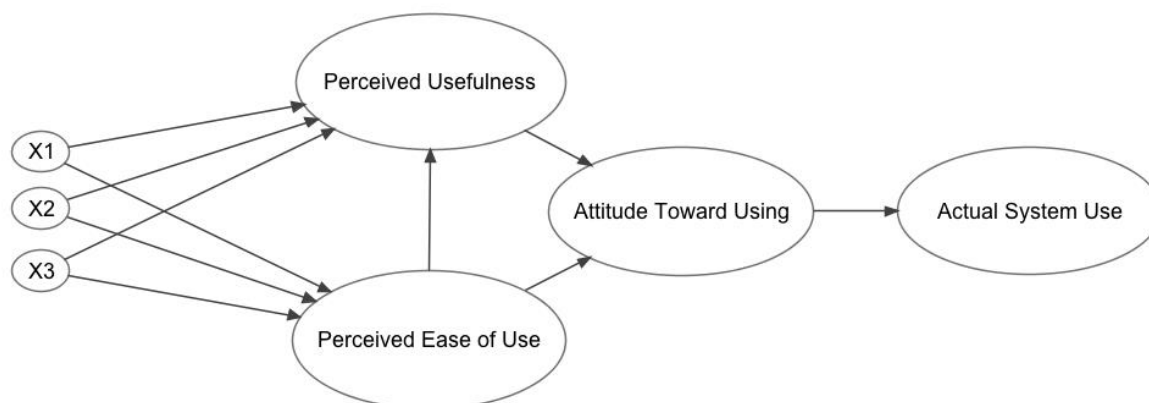 Perceived Usefulness
X1
X2
X3
Attitude Toward Using
Actual System Use
Perceived Ease of Use